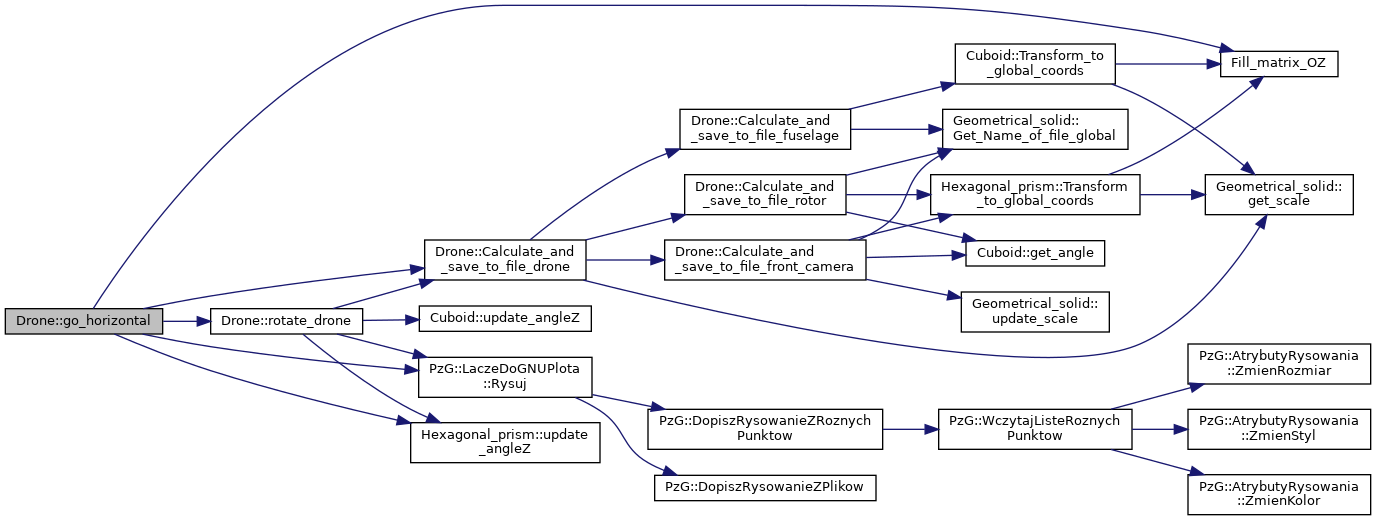 Drone::go_horizontal
Drone::rotate_drone
Drone::Calculate_and
_save_to_file_drone
Cuboid::update_angleZ
PzG::LaczeDoGNUPlota
::Rysuj
Hexagonal_prism::update
_angleZ
Drone::Calculate_and
_save_to_file_fuselage
Drone::Calculate_and
_save_to_file_rotor
Drone::Calculate_and
_save_to_file_front_camera
PzG::DopiszRysowanieZRoznych
Punktow
PzG::DopiszRysowanieZPlikow
Cuboid::Transform_to
_global_coords
Geometrical_solid::
Get_Name_of_file_global
Hexagonal_prism::Transform
_to_global_coords
Cuboid::get_angle
Geometrical_solid::
update_scale
PzG::WczytajListeRoznych
Punktow
Fill_matrix_OZ
Geometrical_solid::
get_scale
PzG::AtrybutyRysowania
::ZmienRozmiar
PzG::AtrybutyRysowania
::ZmienStyl
PzG::AtrybutyRysowania
::ZmienKolor